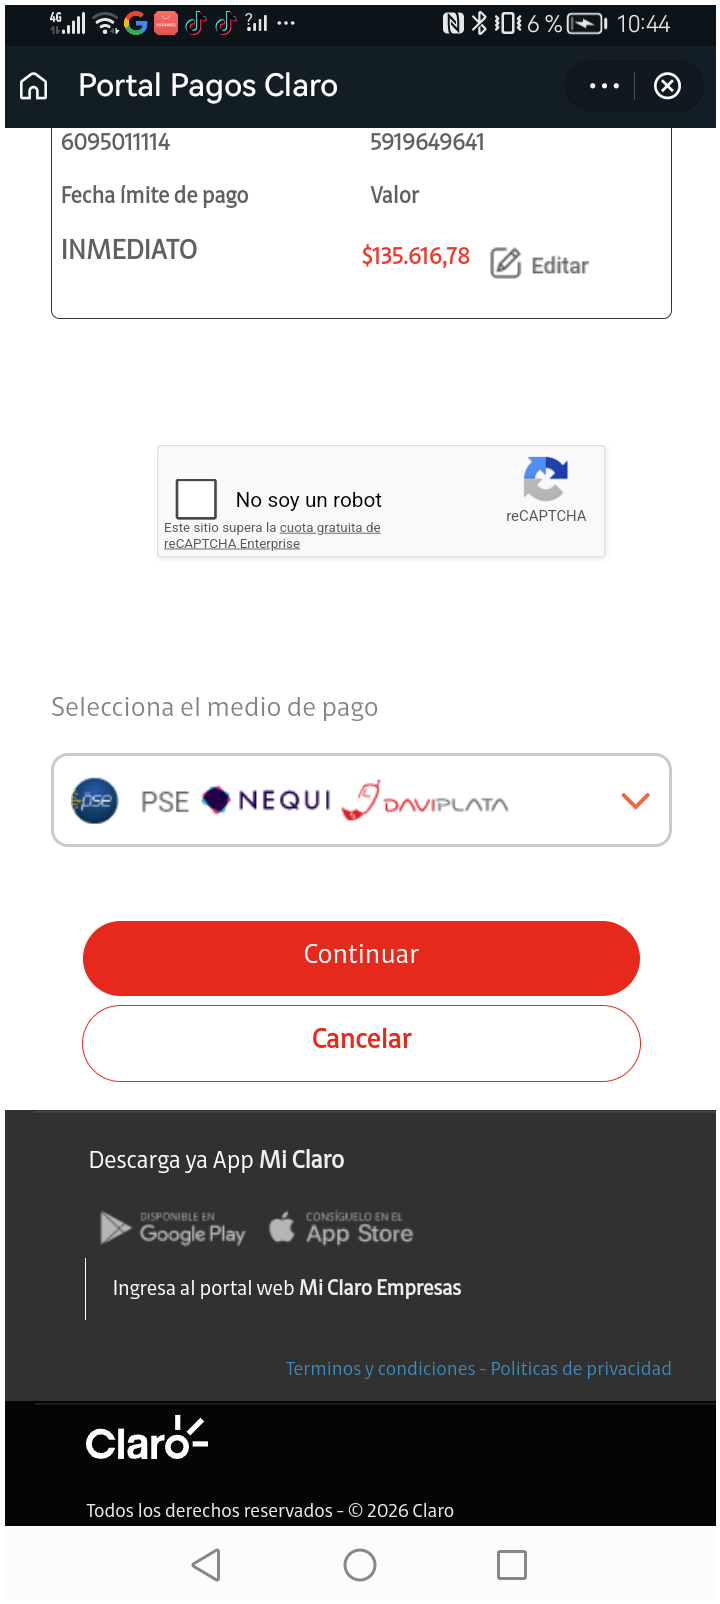 4G ? 6 % 10:44
Portal Pagos Claro
6095011114 5919649641
Fecha ímite de pago Valor
INMEDIATO $135.616,78 Editar
No soy un robot
reCAPTCHA
Este sitio supera la cuota gratuita de
reCAPTCHA Enterprise
Selecciona el medio de pago
pse PSE NEQUI DAVIPLATA
Continuar
Cancelar
Descarga ya App Mi Claro
DISPONIBLE EN CONSÍGUELO EN EL
Google Play App Store
Ingresa al portal web Mi Claro Empresas
Terminos y condiciones - Politicas de privacidad
Claro
Todos los derechos reservados - © 2026 Claro